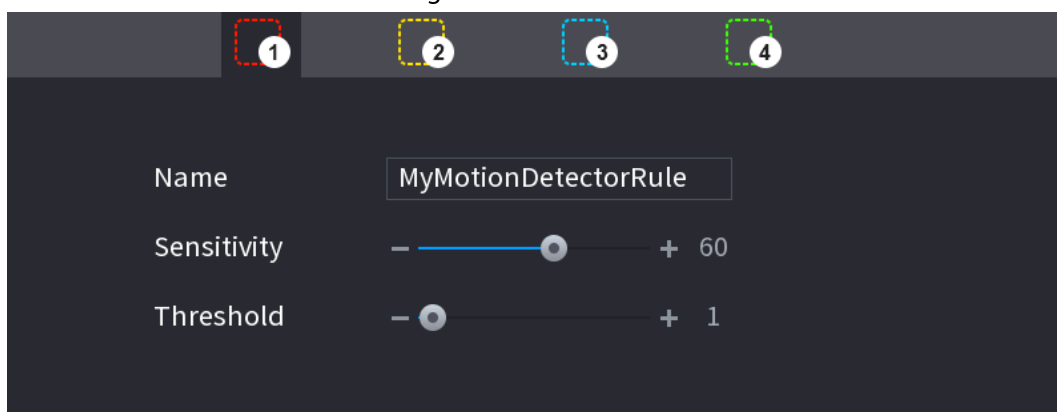 1 2 3 4
Name MyMotionDetectorRule
Sensitivity − + 60
Threshold − + 1